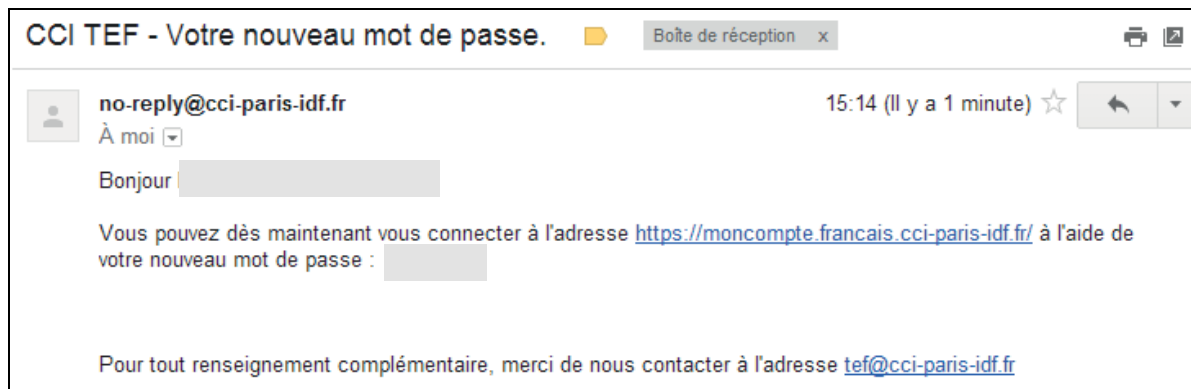 CCI TEF - Votre nouveau mot de passe. Boîte de réception x
no-reply@cci-paris-idf.fr 15:14 (Il y a 1 minute)
À moi
Bonjour
Vous pouvez dès maintenant vous connecter à l'adresse https://moncompte.francais.cci-paris-idf.fr/ à l'aide de
votre nouveau mot de passe :
Pour tout renseignement complémentaire, merci de nous contacter à l'adresse tef@cci-paris-idf.fr